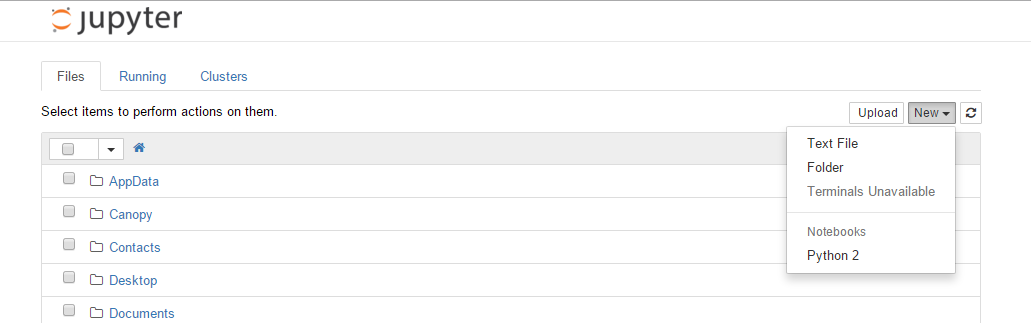 jupyter
Files Running Clusters
Select items to perform actions on them.
Upload New
Text File
Folder
Terminals Unavailable
Notebooks
Python 2
AppData
Canopy
Contacts
Desktop
Documents